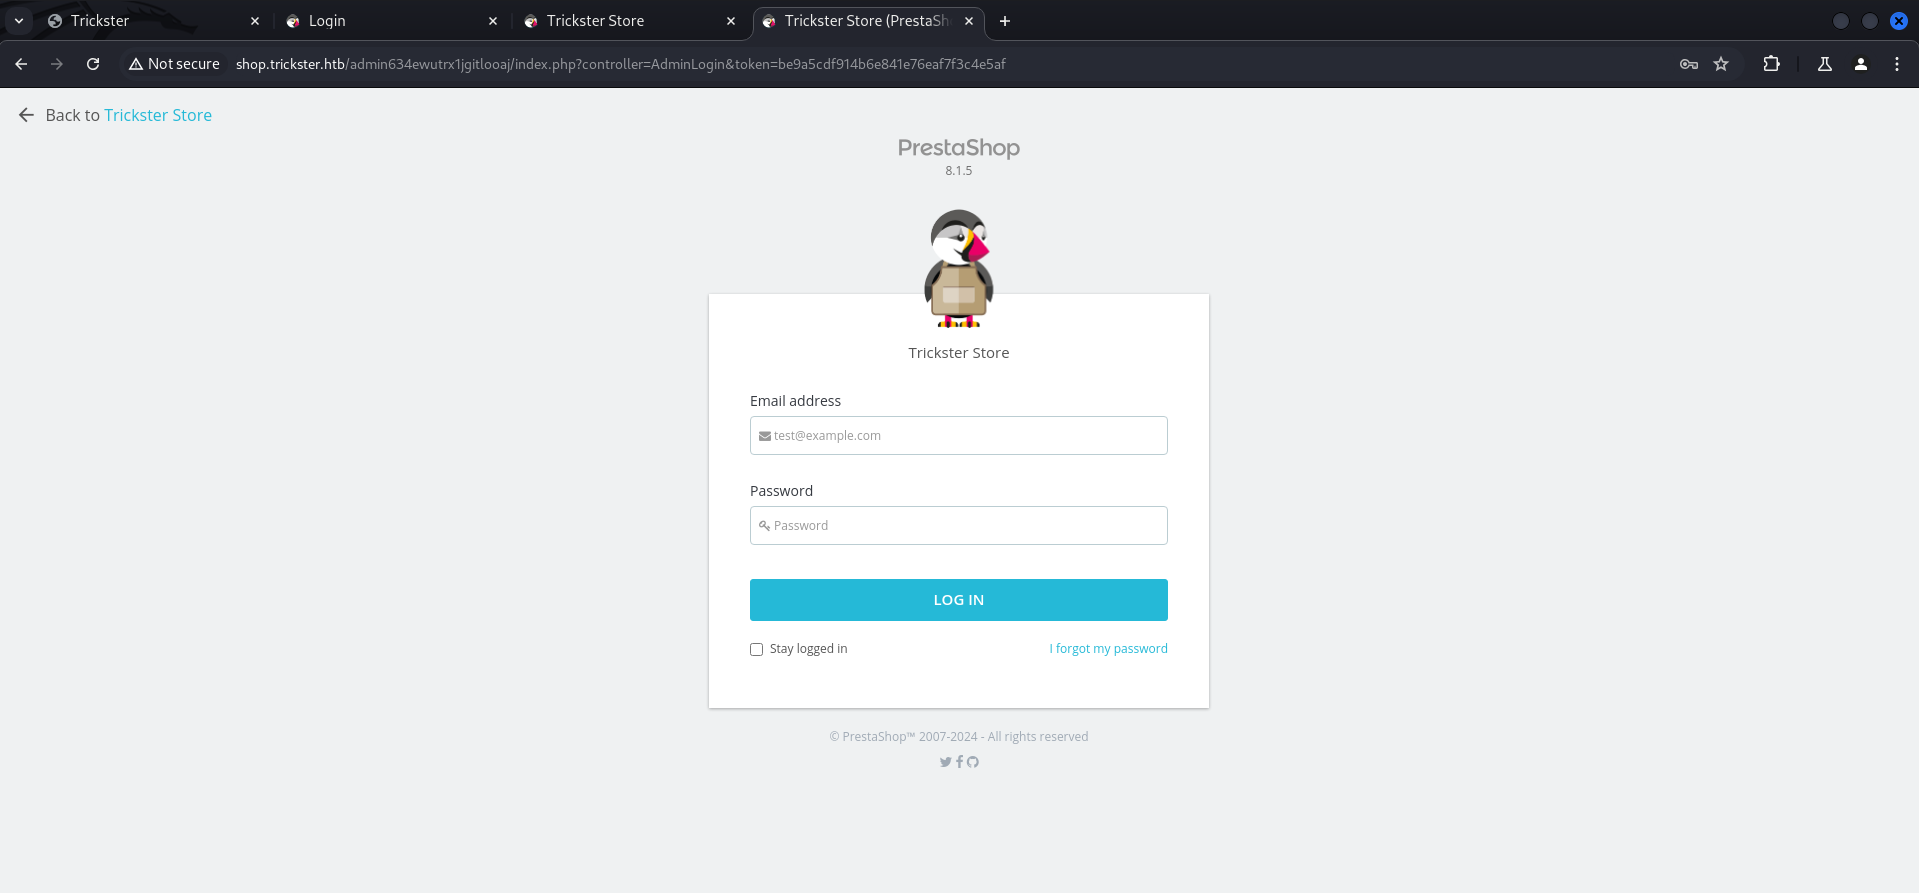 Trickster
Login
Trickster Store
Trickster Store (PrestaSh
Not secure
shop.trickster.htb/admin634ewutrx1jgitlooaj/index.php?controller=AdminLogin&token=be9a5cdf914b6e841e76eaf7f3c4e5af
Back to Trickster Store
PrestaShop
8.1.5
Trickster Store
Email address
test@example.com
Password
Password
LOG IN
Stay logged in
I forgot my password
© PrestaShop™ 2007-2024 - All rights reserved